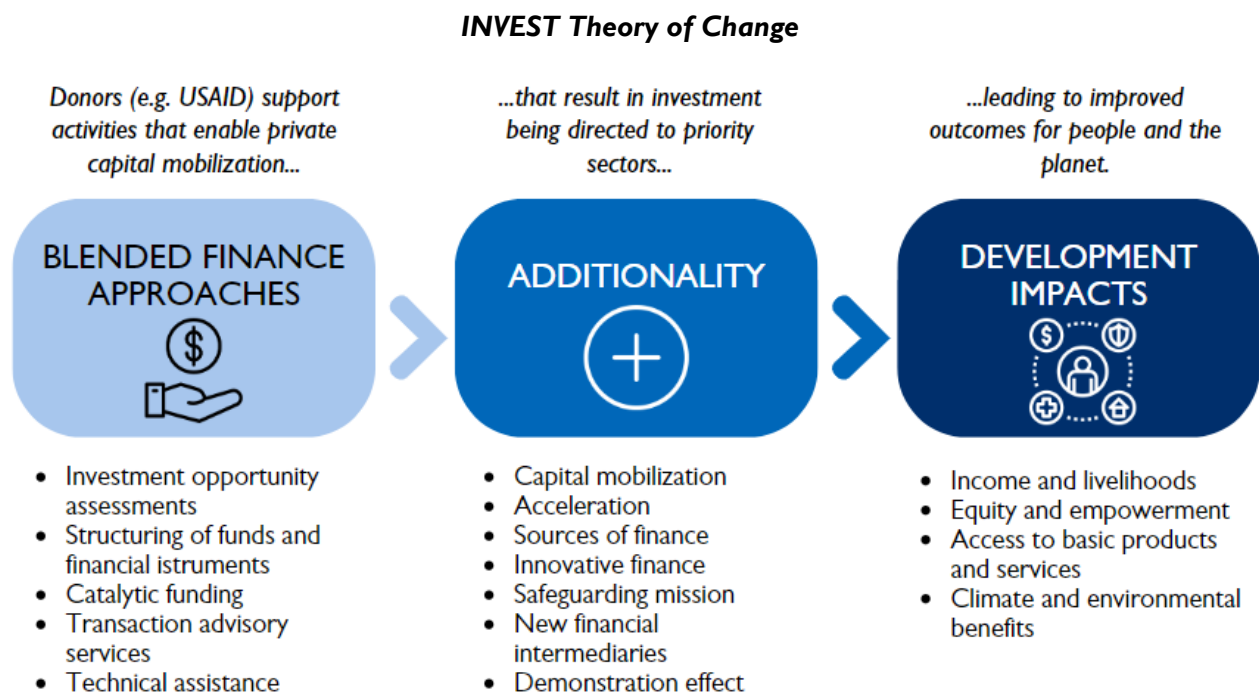 INVEST Theory of Change
Donors (e.g. USAID) support
activities that enable private
capital mobilization...
...that result in investment
being directed to priority
sectors...
...leading to improved
outcomes for people and the
planet.
BLENDED FINANCE
APPROACHES
$
ADDITIONALITY
DEVELOPMENT
IMPACTS
$
• Investment opportunity
assessments
• Structuring of funds and
financial istruments
• Catalytic funding
• Transaction advisory
services
• Technical assistance
• Capital mobilization
• Acceleration
• Sources of finance
• Innovative finance
• Safeguarding mission
• New financial
intermediaries
• Demonstration effect
• Income and livelihoods
• Equity and empowerment
• Access to basic products
and services
• Climate and environmental
benefits